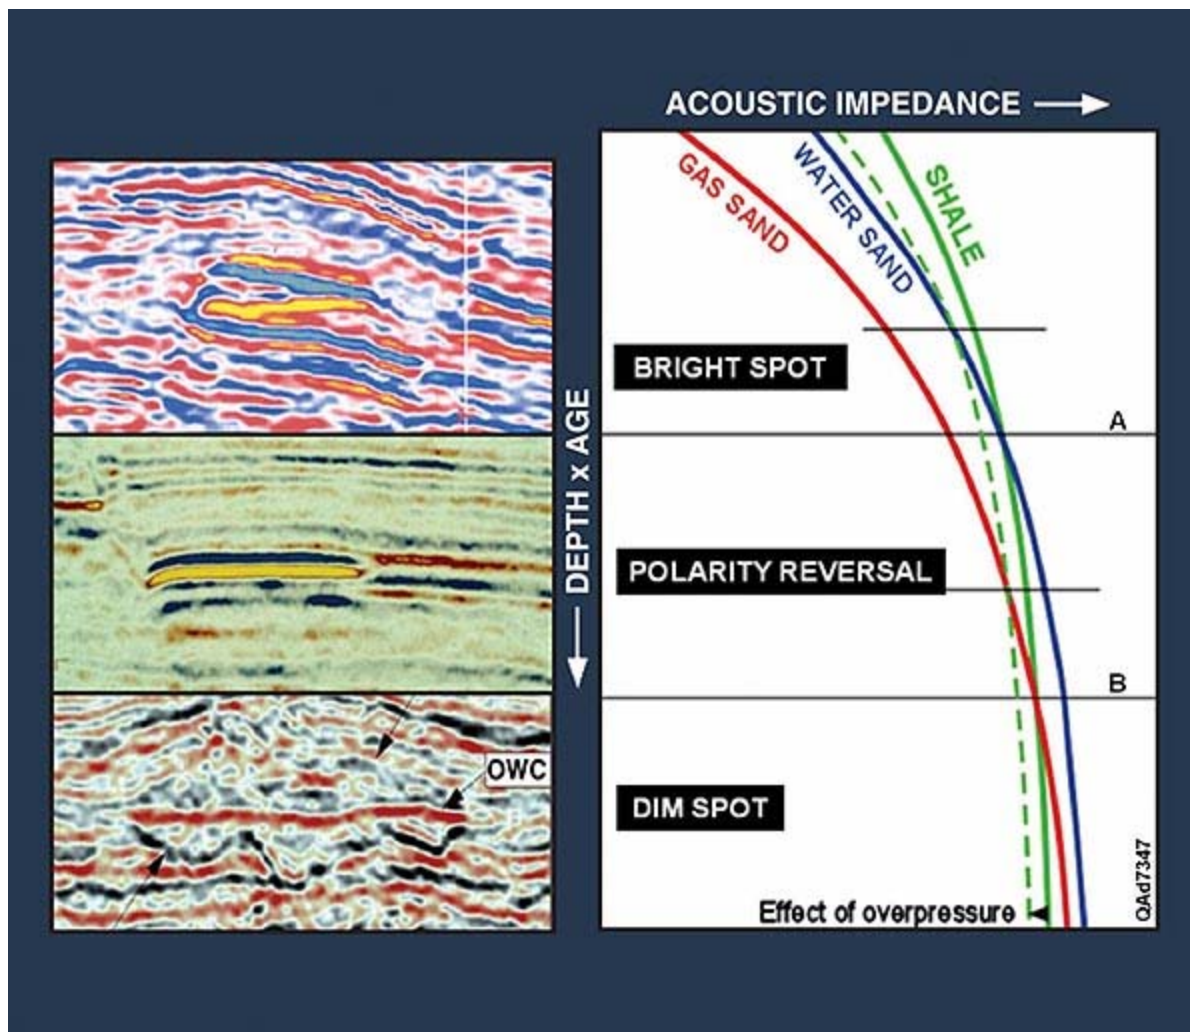 ACOUSTIC IMPEDANCE
GAS SAND
WATER SAND
SHALE
BRIGHT SPOT
A
DEPTH x AGE
POLARITY REVERSAL
B
OWC
DIM SPOT
Effect of overpressure
QAd7347